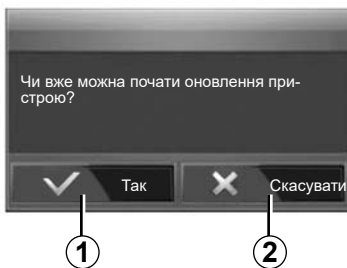 Чи вже можна почати оновлення при-
строю?
Так
Скасувати
1
2